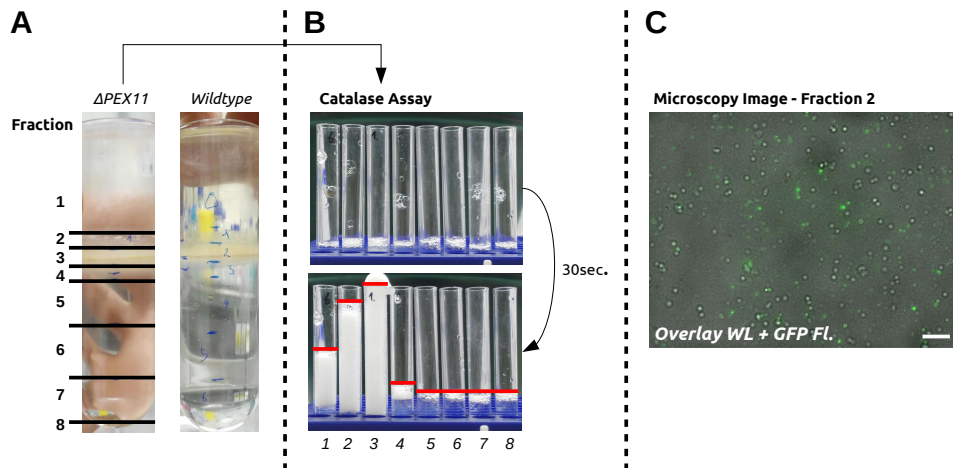 A
B
C
ΔPEX11
Wildtype
Catalase Assay
Microscopy Image - Fraction 2
Fraction
1
2
3
4
5
6
7
8
30sec.
Overlay WL + GFP Fl.
1 2 3 4 5 6 7 8